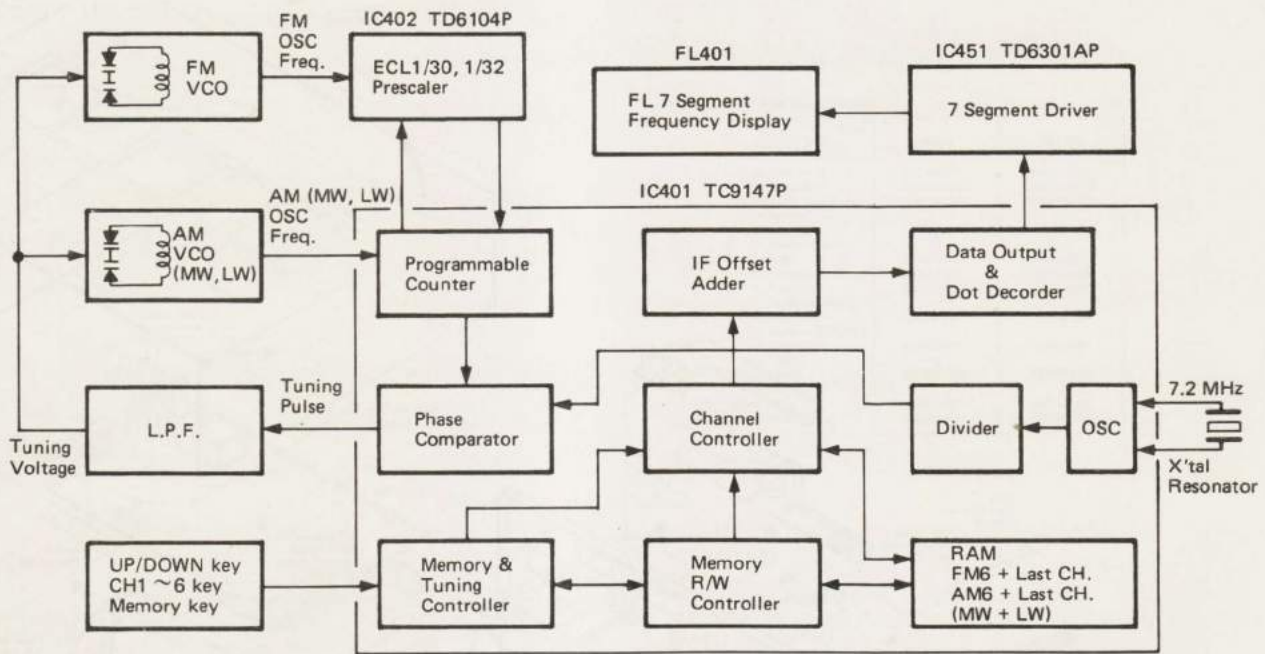 FM
OSC
Freq.
IC402 TD6104P
FL401
IC451 TD6301AP
FM
VCO
ECL1/30, 1/32
Prescaler
FL 7 Segment
Frequency Display
7 Segment Driver
AM (MW, LW)
OSC
Freq.
IC401 TC9147P
AM
VCO
(MW, LW)
Programmable
Counter
IF Offset
Adder
Data Output
&
Dot Decorder
Tuning
Pulse
7.2 MHz
L.P.F.
Phase
Comparator
Channel
Controller
Divider
OSC
Tuning
Voltage
X'tal
Resonator
UP/DOWN key
CH1 ~6 key
Memory key
Memory &
Tuning
Controller
Memory
R/W
Controller
RAM
FM6 + Last CH.
AM6 + Last CH.
(MW + LW)